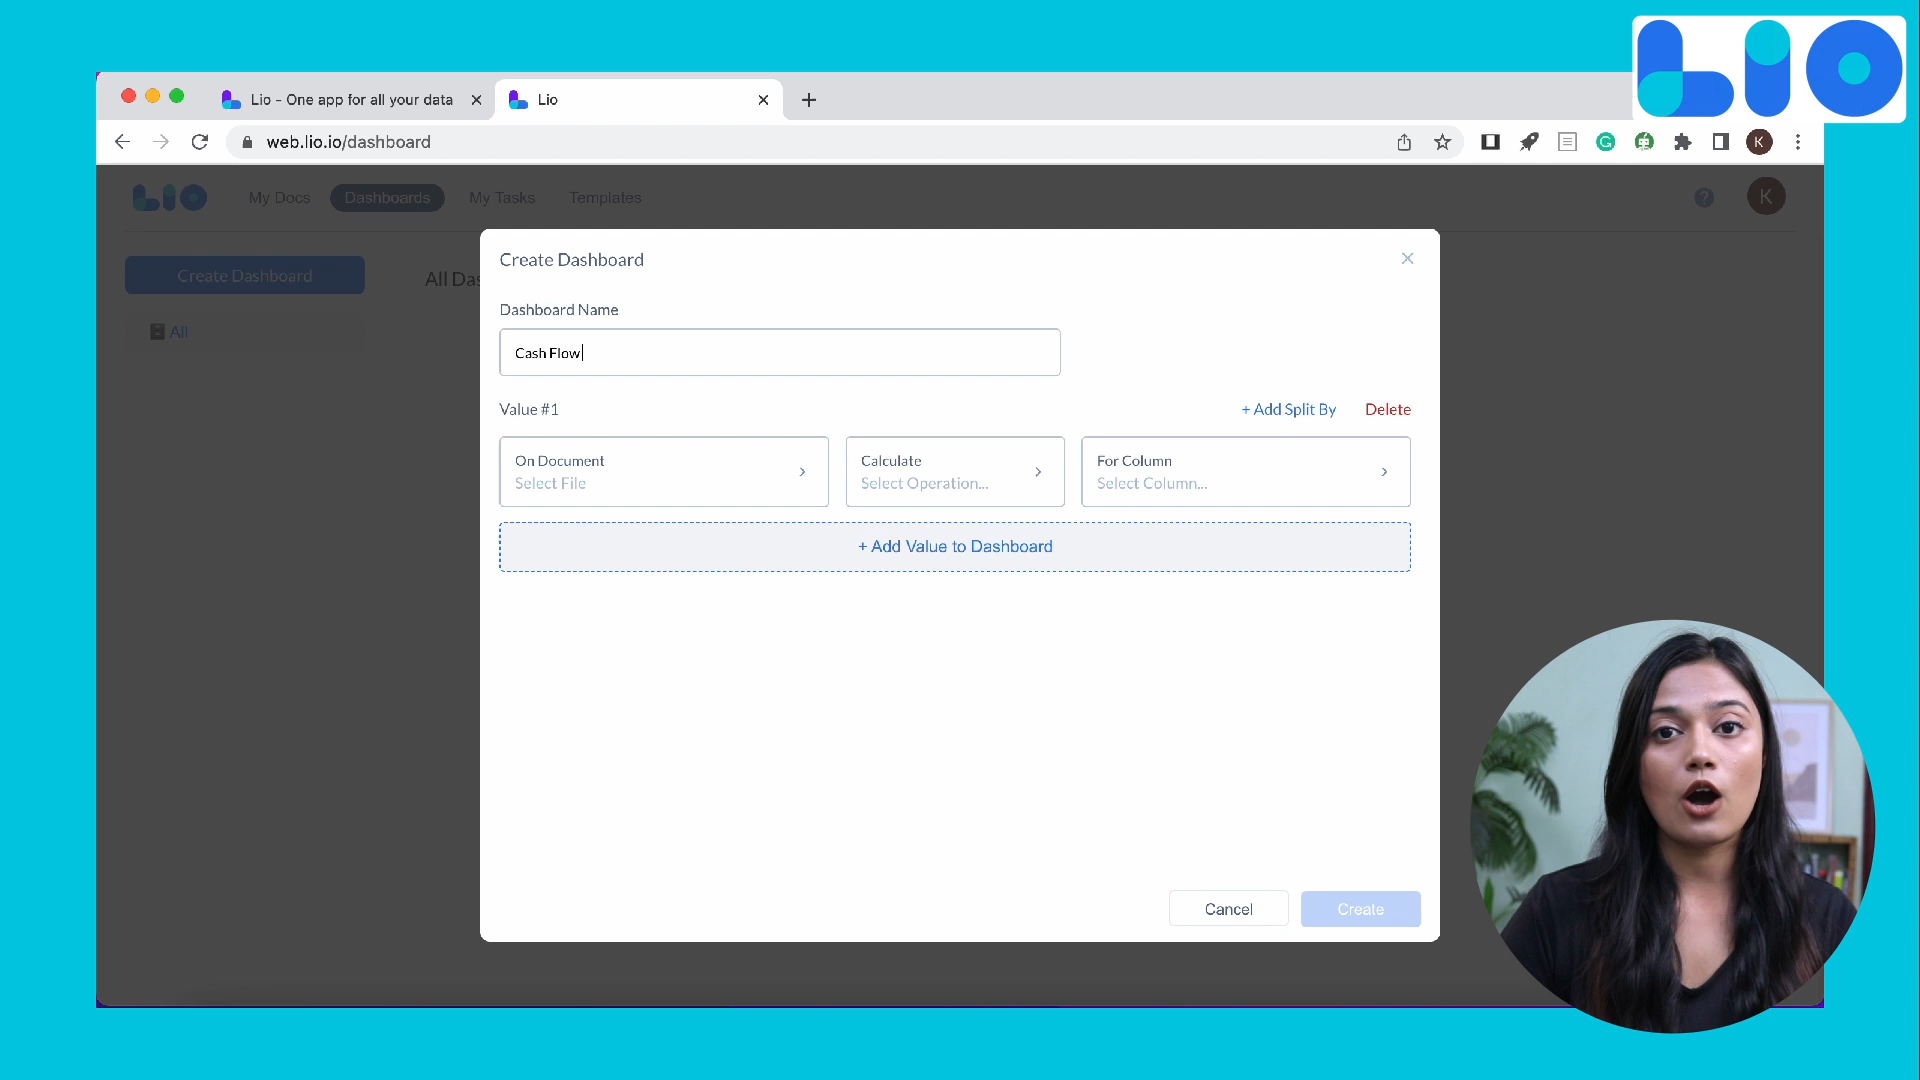 LIO
Lio - One app for all your data
Lio
web.lio.io/dashboard
K
LIO
My Docs
Dashboards
My Tasks
Templates
?
K
Create Dashboard
All Das
All
Create Dashboard
Dashboard Name
Cash Flow
Value #1
+ Add Split By
Delete
On Document
Select File
Calculate
Select Operation...
For Column
Select Column...
+ Add Value to Dashboard
Cancel
Create